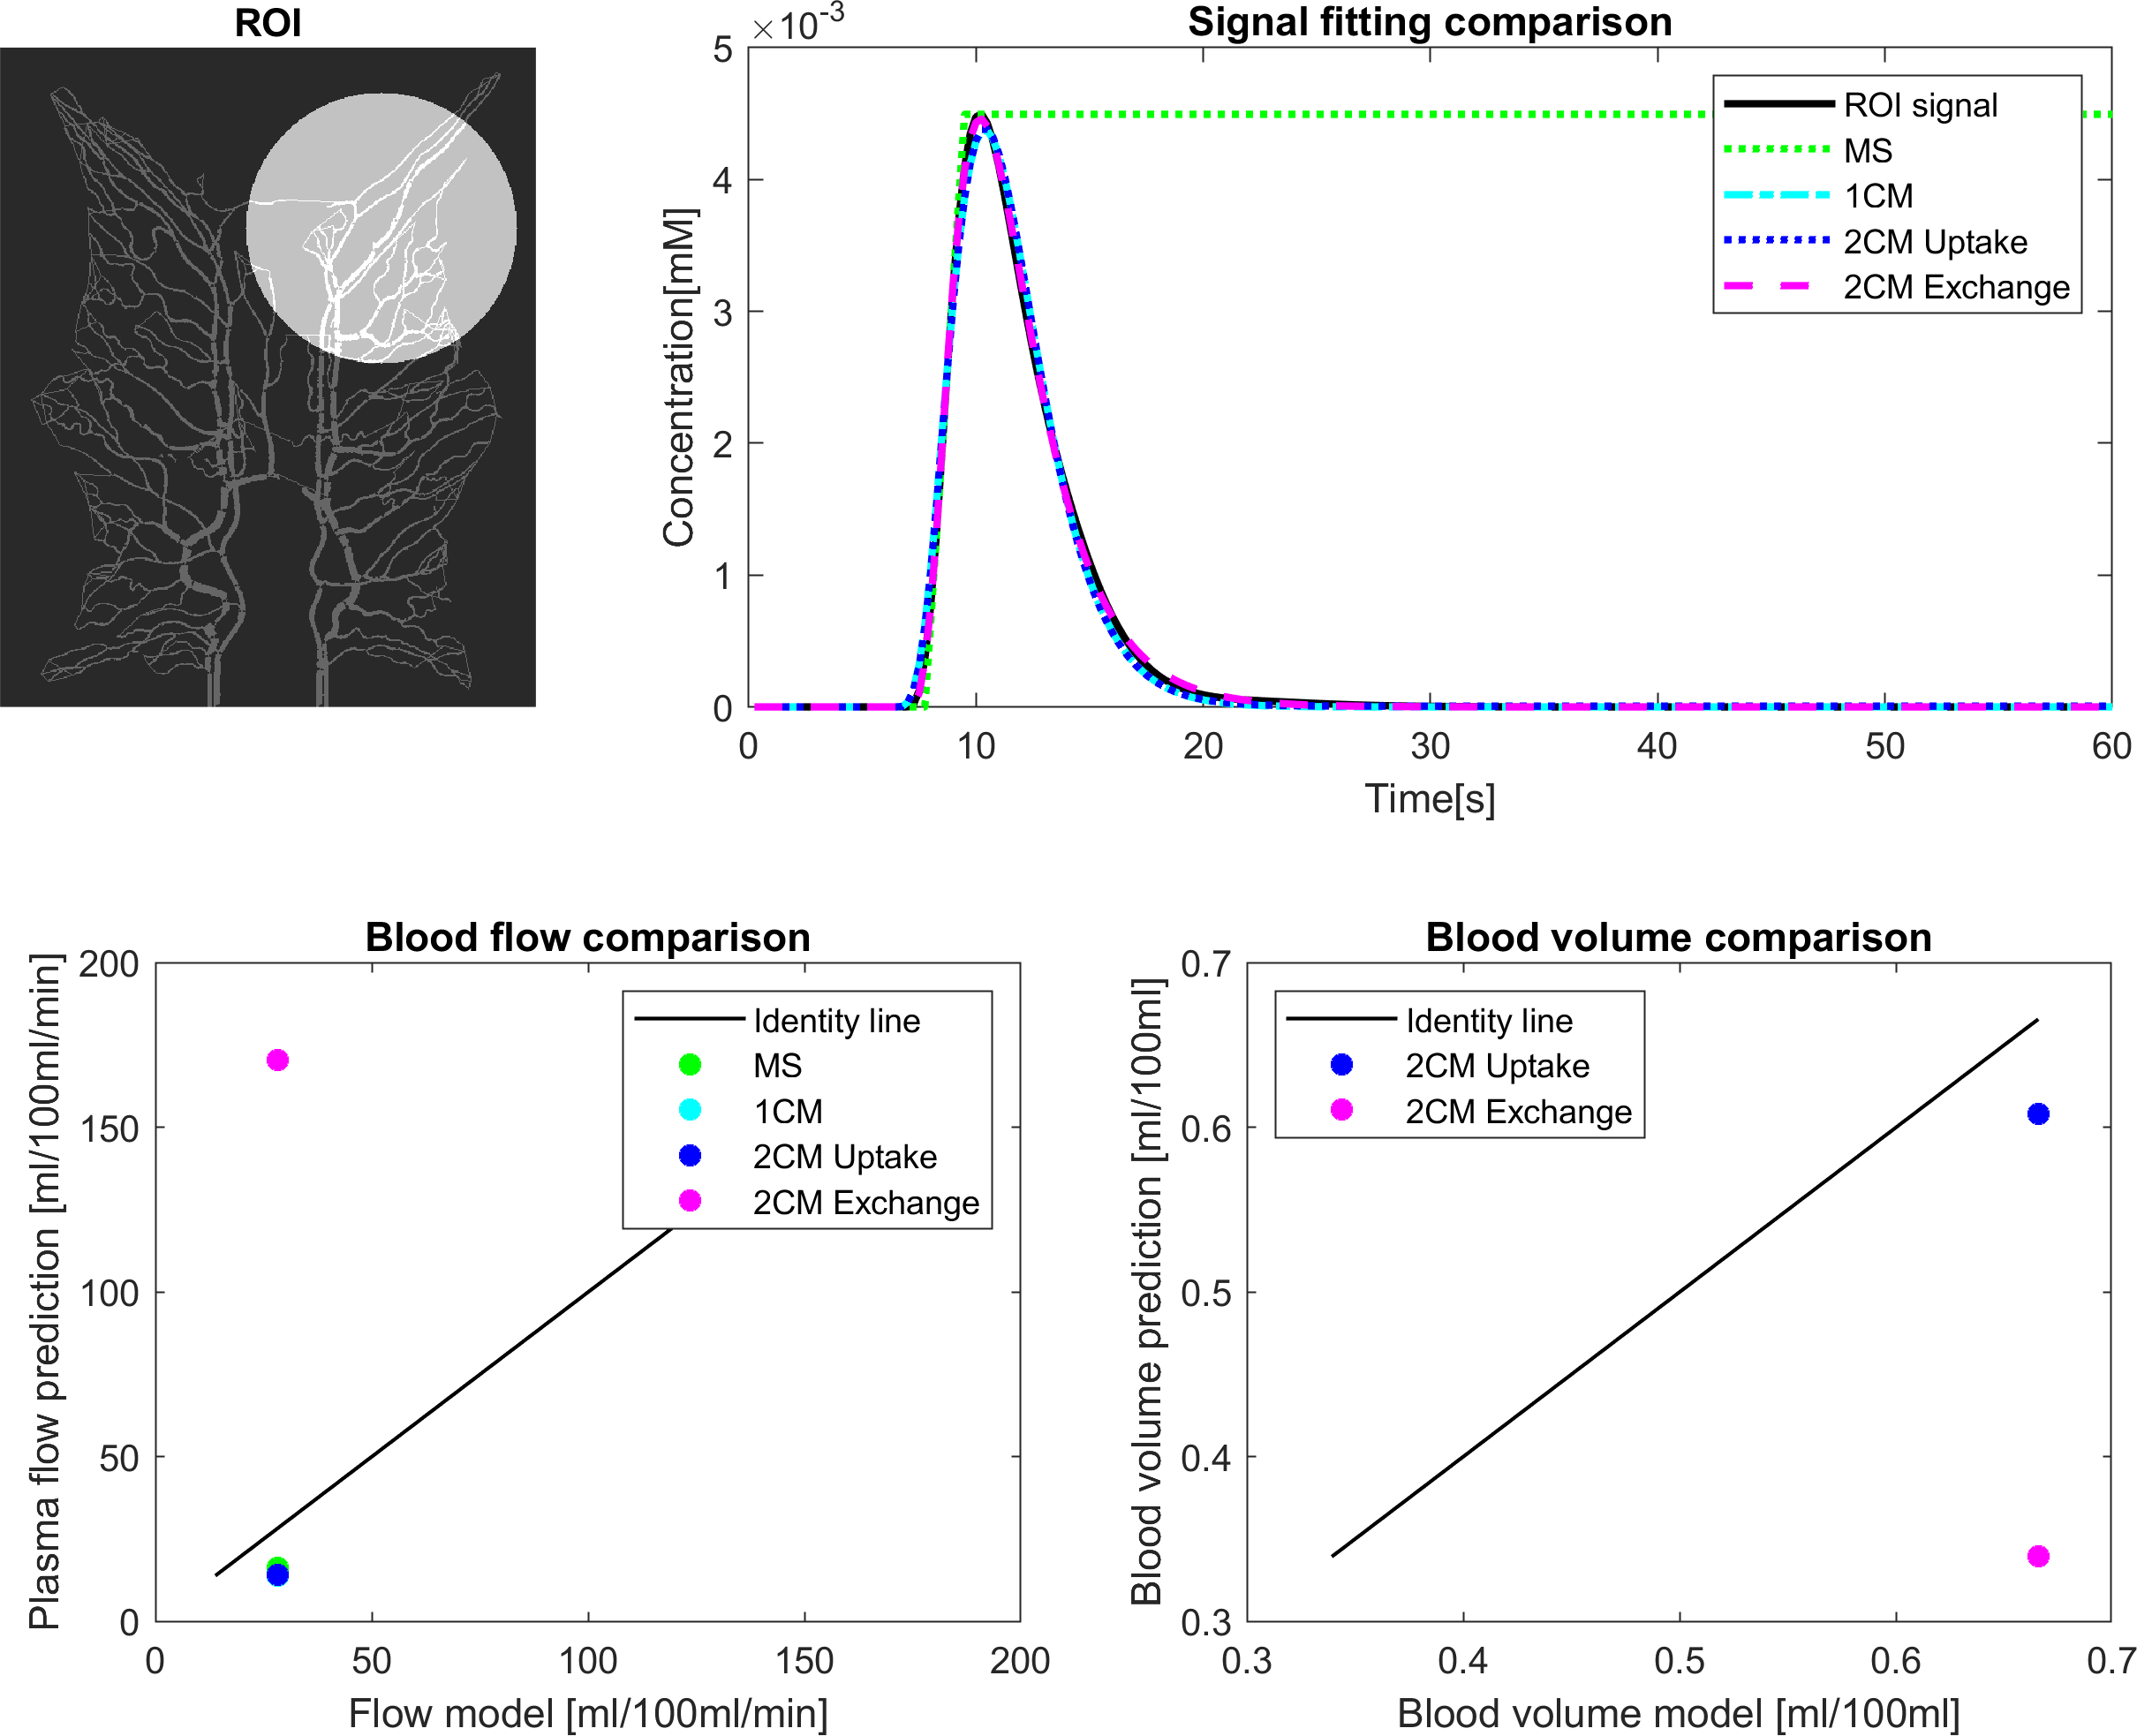 ROI
Signal fitting comparison
×10-3
5
4
3
2
1
0
Concentration[mM]
0 10 20 30 40 50 60
Time[s]
ROI signal
MS
1CM
2CM Uptake
2CM Exchange
Blood flow comparison
200
150
100
50
0
Plasma flow prediction [ml/100ml/min]
0 50 100 150 200
Flow model [ml/100ml/min]
Identity line
MS
1CM
2CM Uptake
2CM Exchange
Blood volume comparison
0.7
0.6
0.5
0.4
0.3
Blood volume prediction [ml/100ml]
0.3 0.4 0.5 0.6 0.7
Blood volume model [ml/100ml]
Identity line
2CM Uptake
2CM Exchange